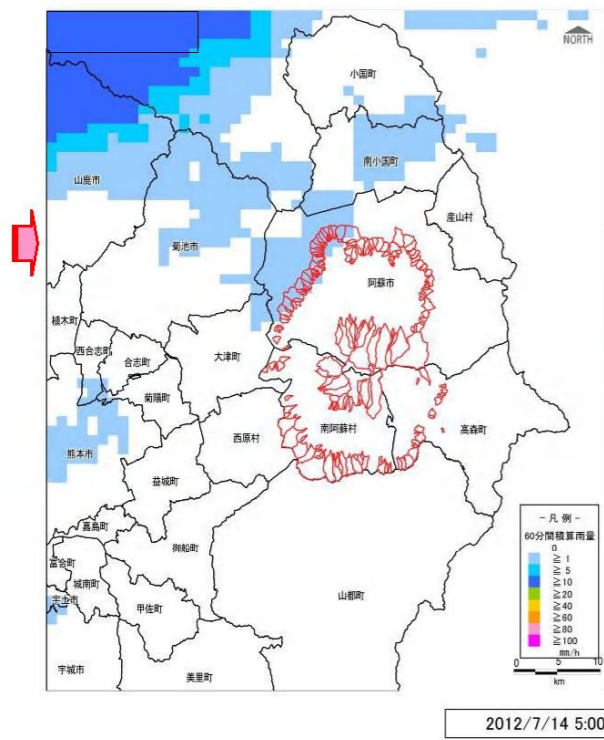 NORTH
小国町
南小国町
山鹿市
産山村
菊池市
阿蘇市
植木町
西合志町
合志町
大津町
菊陽町
南阿蘇村
高森町
熊本市
西原村
益城町
嘉島町
御船町
富合町
城南町
宇土市
甲佐町
山都町
宇城市
美里町
-凡例-
60分間積算雨量
0
≧1
≧5
≧10
≧20
≧40
≧60
≧80
≧100
mm/h
0 5 10
km
2012/7/14 5:00